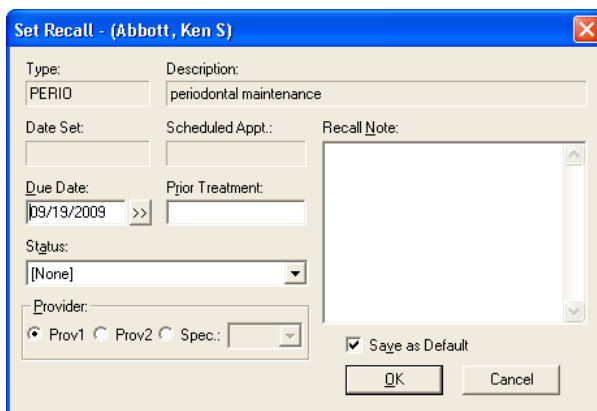 Set Recall - (Abbott, Ken S)
Type: Description:
PERIO periodontal maintenance
Date Set: Scheduled Appt.: Recall Note:
Due Date: Prior Treatment:
09/19/2009 >>
Status:
[None]
Provider:
Prov1 Prov2 Spec.:
Save as Default
OK Cancel